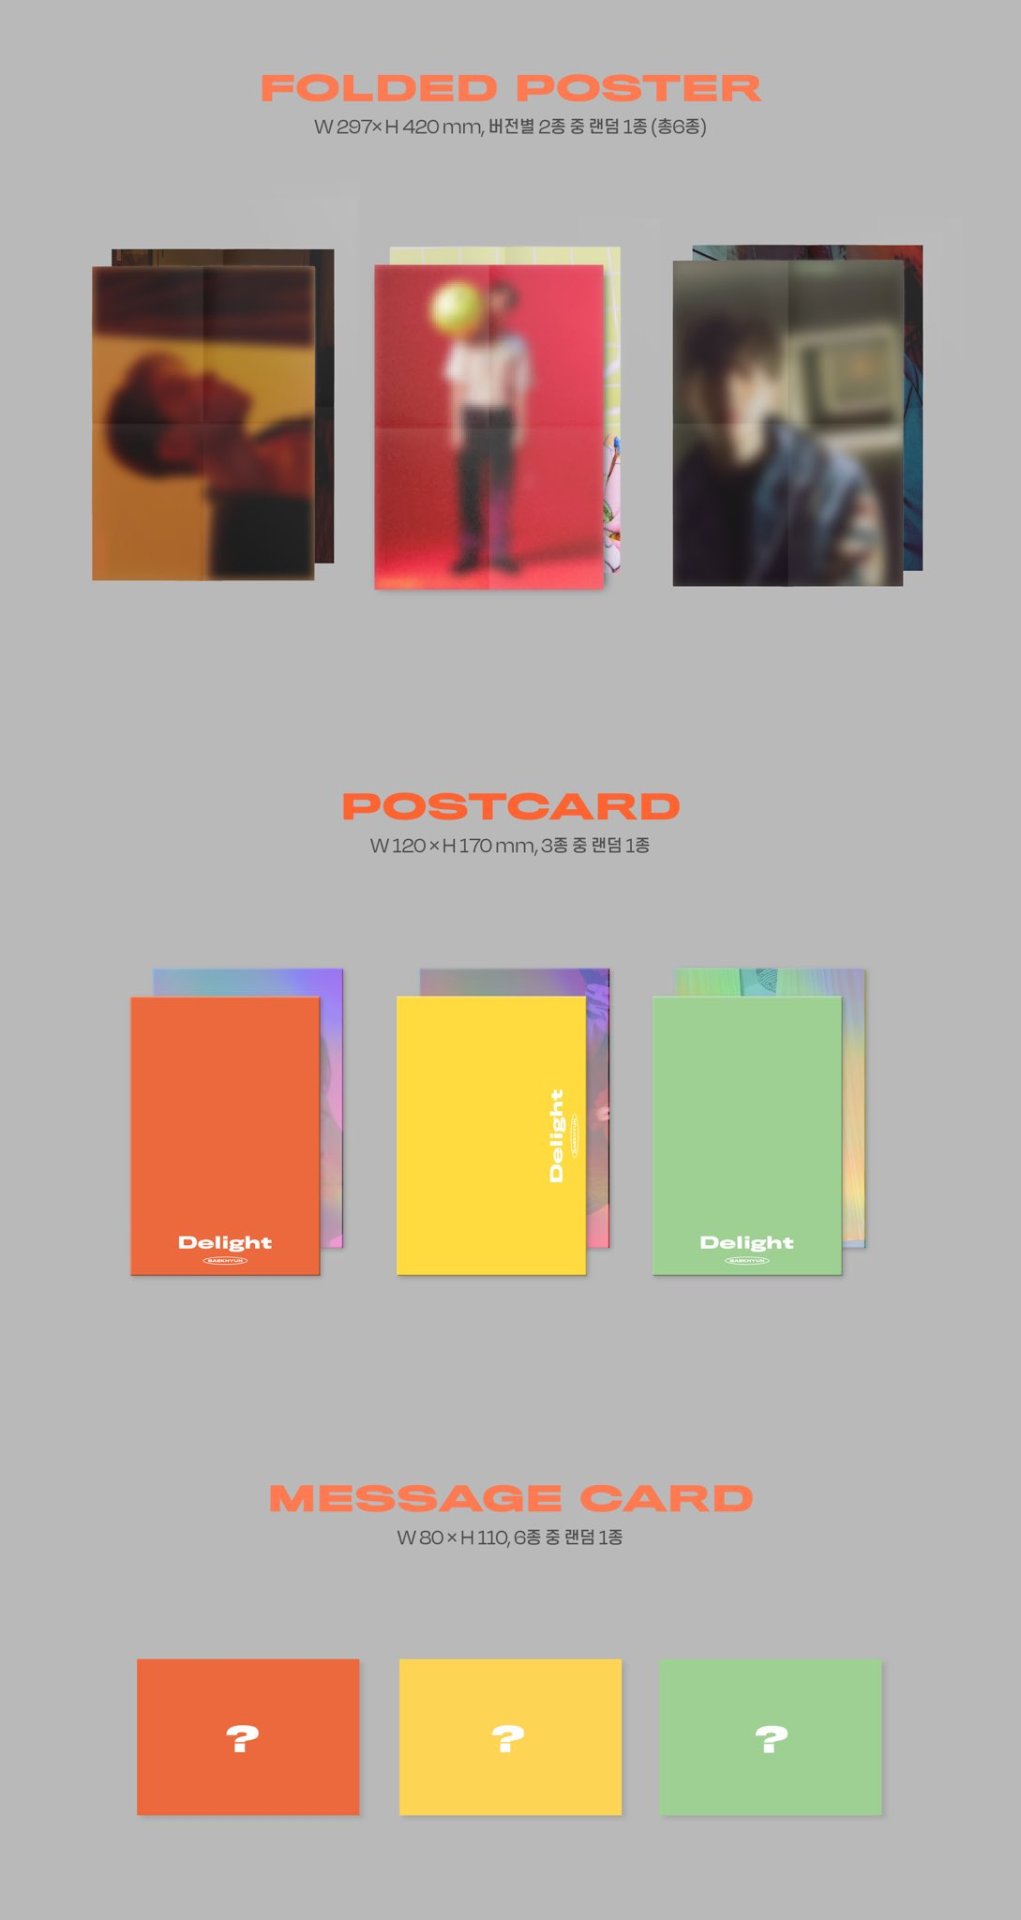 FOLDED POSTER
W 297× H 420 mm, 버전별 2종 중 랜덤 1종 (총6종)
POSTCARD
W 120 × H 170 mm, 3종 중 랜덤 1종
Delight
BAEKHYUN
Delight
BAEKHYUN
Delight
BAEKHYUN
MESSAGE CARD
W 80 × H 110, 6종 중 랜덤 1종
?
?
?